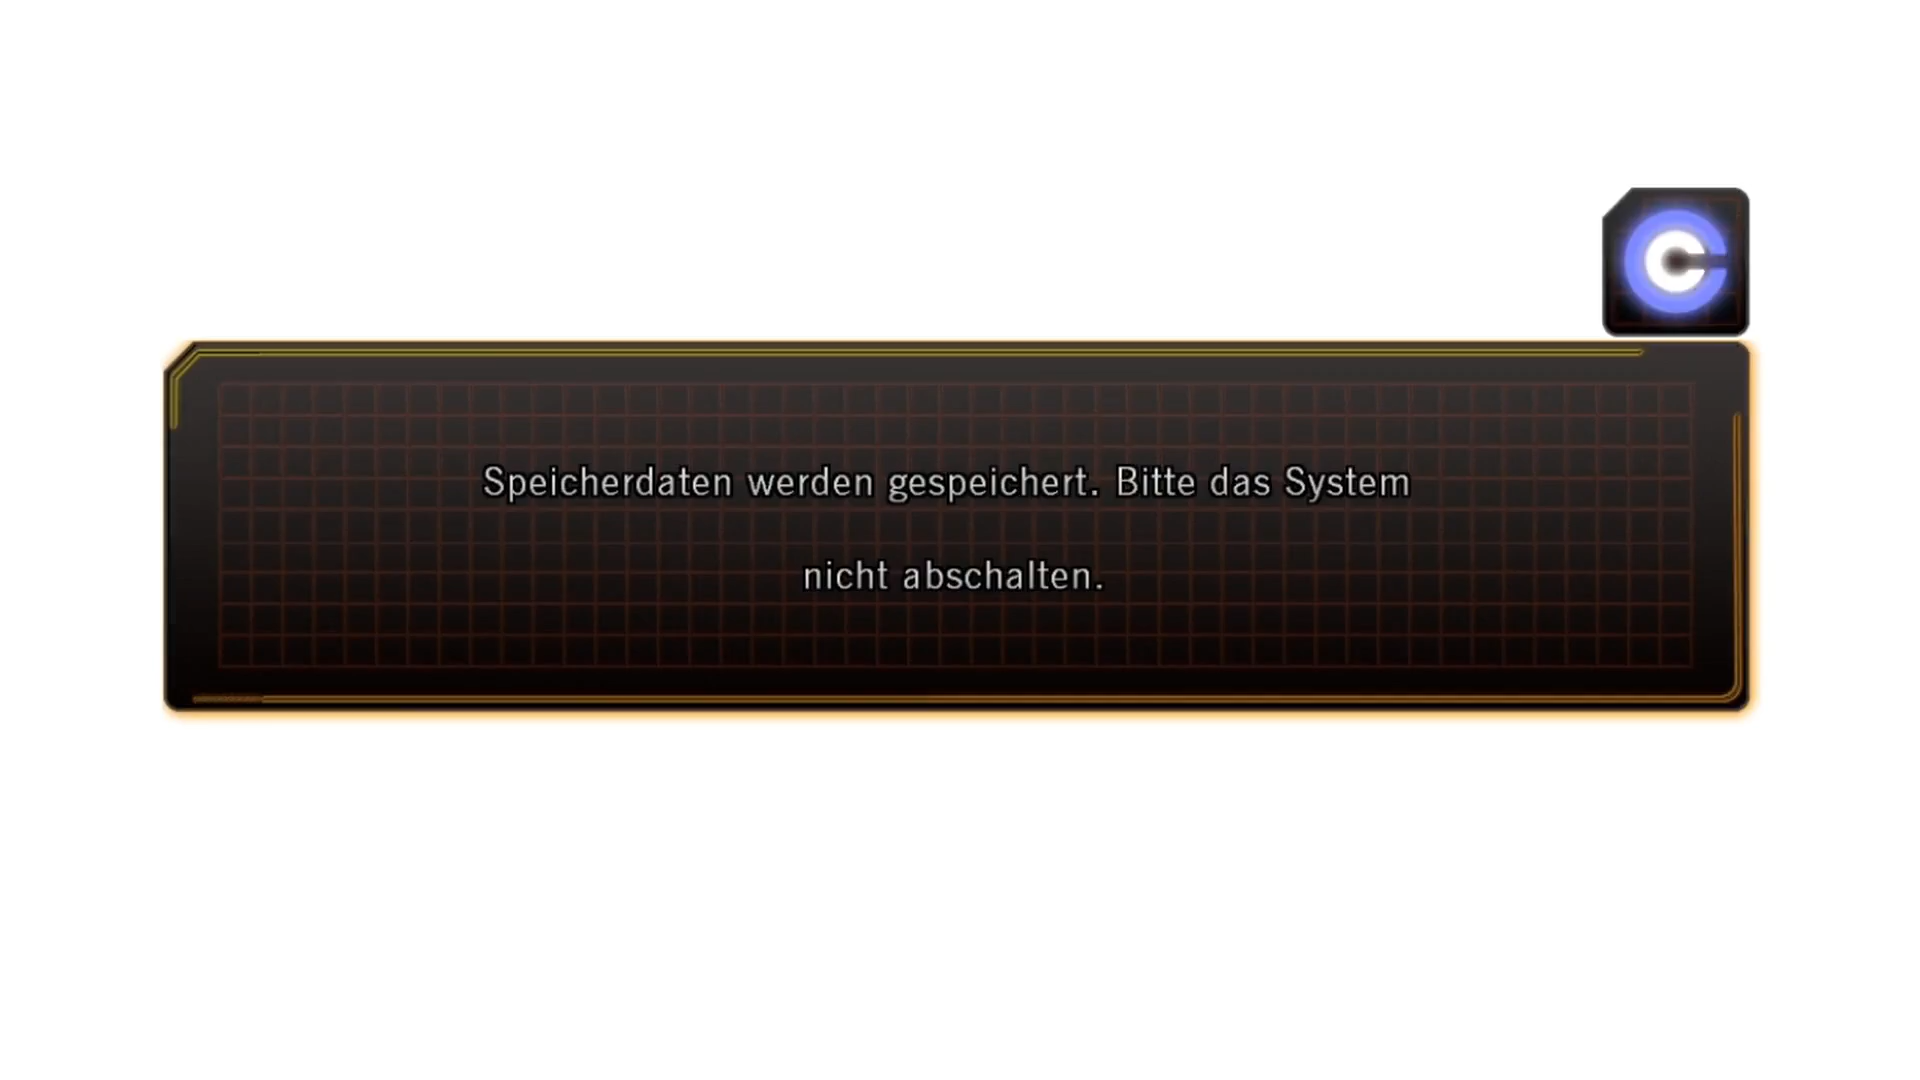 Speicherdaten werden gespeichert. Bitte das System
nicht abschalten.